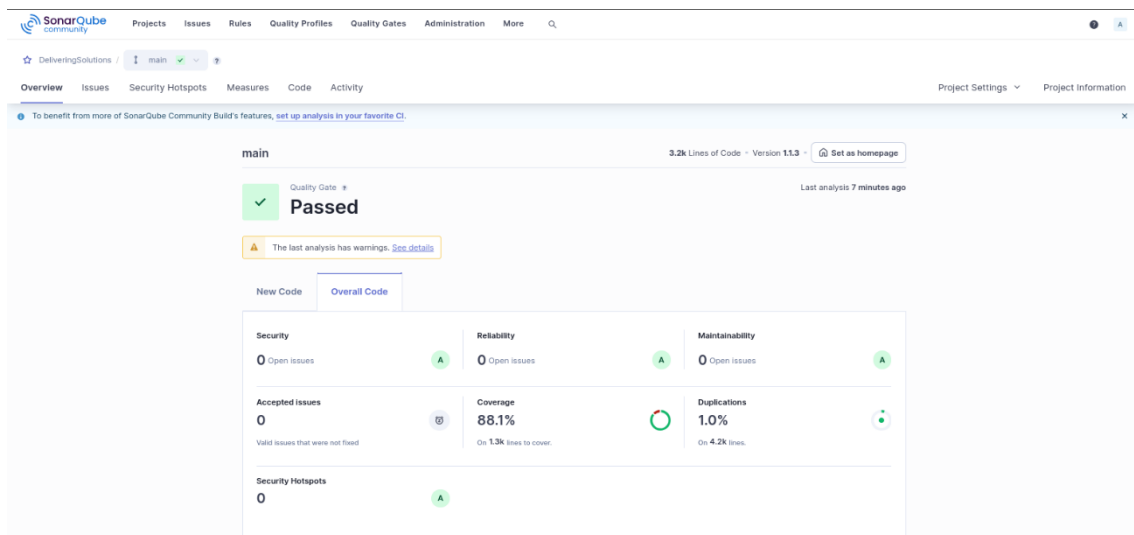 SonarQube
community
Projects Issues Rules Quality Profiles Quality Gates Administration More
A
DeliveringSolutions / main
Overview Issues Security Hotspots Measures Code Activity Project Settings Project Information
To benefit from more of SonarQube Community Build's features, set up analysis in your favorite CI.
main 3.2k Lines of Code • Version 1.1.3 • Set as homepage
Quality Gate Last analysis 7 minutes ago
Passed
The last analysis has warnings. See details
New Code Overall Code
Security Reliability Maintainability
0 Open issues A 0 Open issues A 0 Open issues A
Accepted issues Coverage Duplications
0 88.1% 1.0%
Valid issues that were not fixed On 1.3k lines to cover. On 4.2k lines.
Security Hotspots
0 A